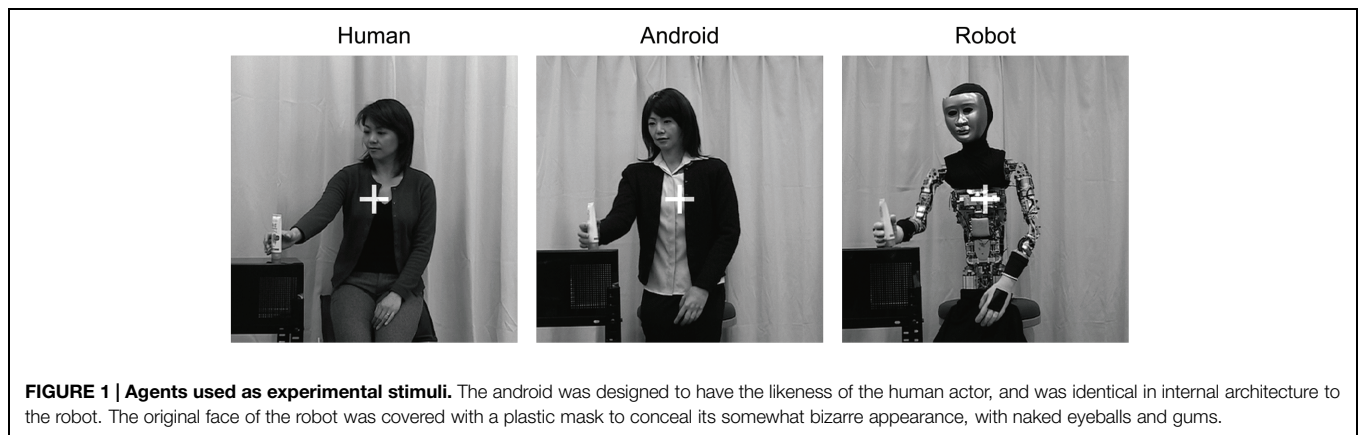 Human Android Robot
FIGURE 1 | Agents used as experimental stimuli. The android was designed to have the likeness of the human actor, and was identical in internal architecture to
the robot. The original face of the robot was covered with a plastic mask to conceal its somewhat bizarre appearance, with naked eyeballs and gums.